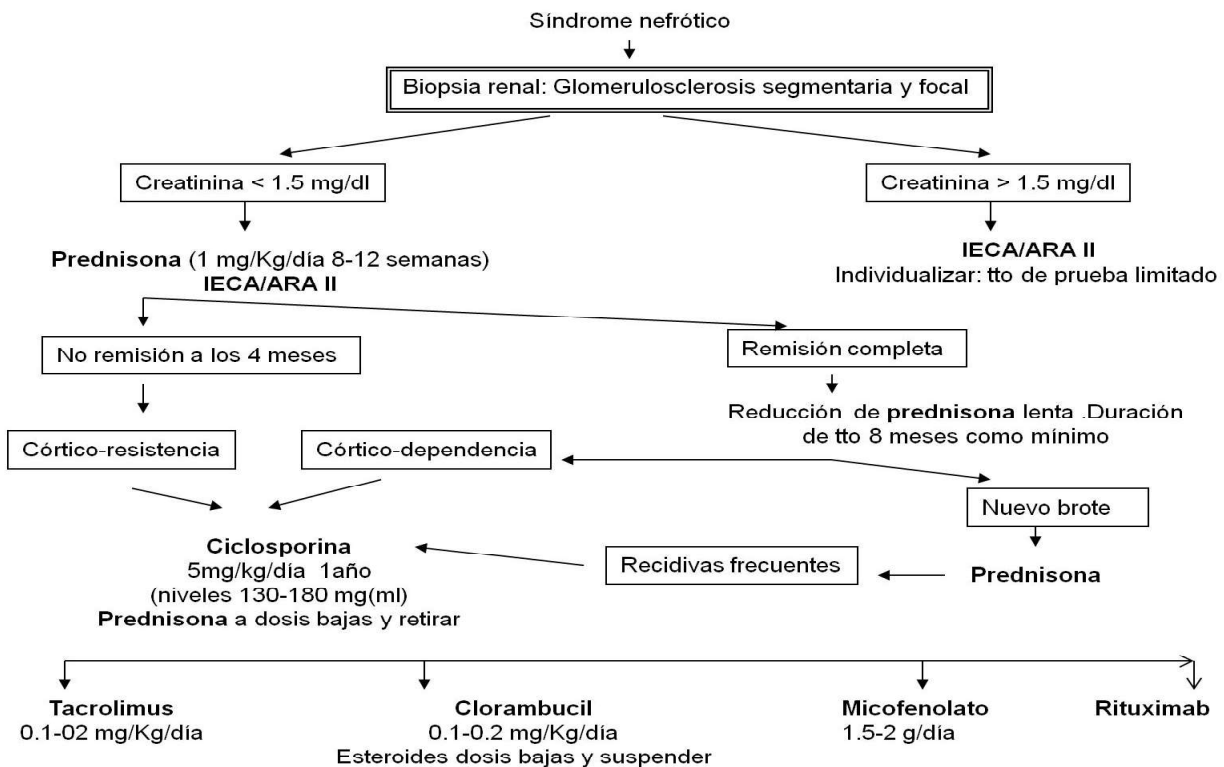 Síndrome nefrótico
Biopsia renal: Glomerulosclerosis segmentaria y focal
Creatinina < 1.5 mg/dl
Creatinina > 1.5 mg/dl
Prednisona (1 mg/Kg/día 8-12 semanas)
IECA/ARA II
IECA/ARA II
Individualizar: tto de prueba limitado
No remisión a los 4 meses
Remisión completa
Reducción de prednisona lenta .Duración
de tto 8 meses como mínimo
Córtico-resistencia
Córtico-dependencia
Nuevo brote
Ciclosporina
5mg/kg/día 1año
(niveles 130-180 mg(ml)
Prednisona a dosis bajas y retirar
Recidivas frecuentes
Prednisona
Tacrolimus
0.1-02 mg/Kg/día
Clorambucil
0.1-0.2 mg/Kg/día
Esteroides dosis bajas y suspender
Micofenolato
1.5-2 g/día
Rituximab